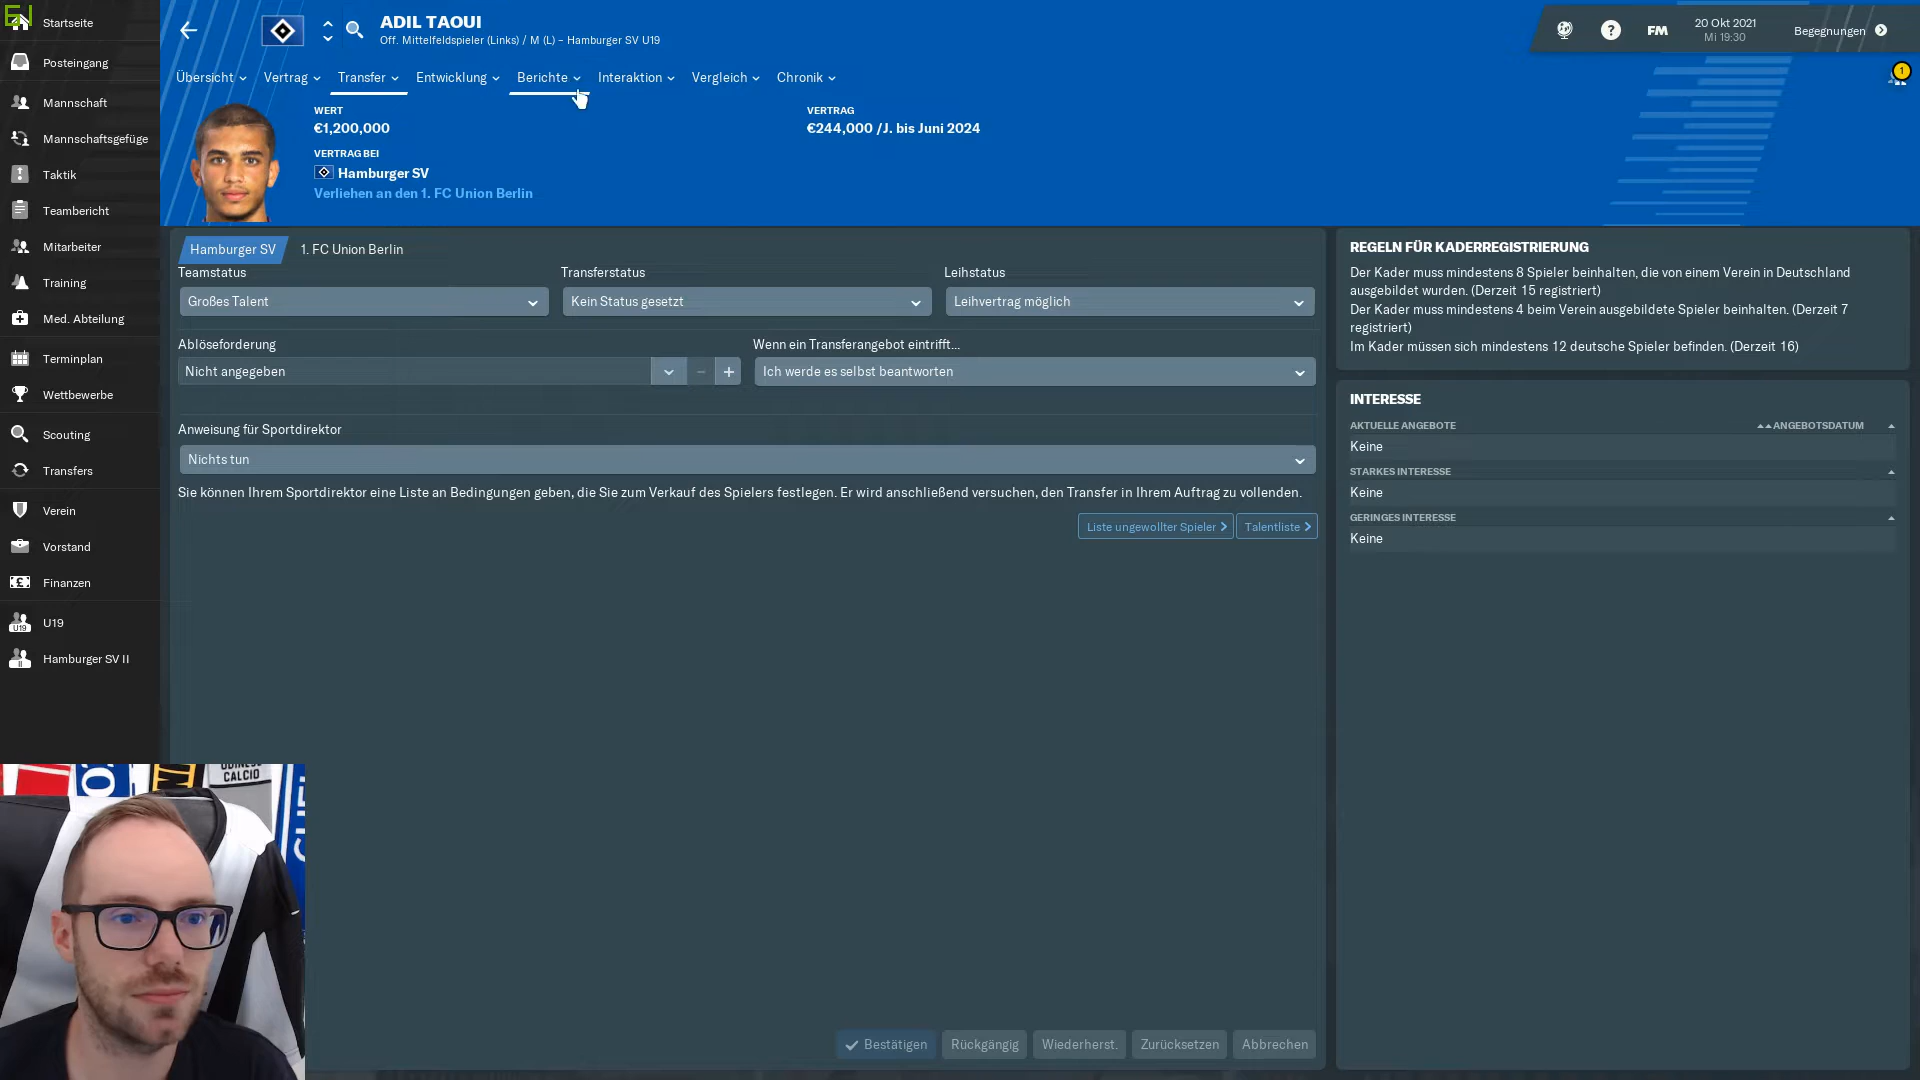 Startseite
Posteingang
Mannschaft
Mannschaftsgefüge
Taktik
Teambericht
Mitarbeiter
Training
Med. Abteilung
Terminplan
Wettbewerbe
Scouting
Transfers
Verein
Vorstand
Finanzen
U19
U19
Hamburger SV II
II
ADIL TAOUI
Off. Mittelfeldspieler (Links) / M (L) – Hamburger SV U19
FM
20 Okt 2021
Mi 19:30
Begegnungen
1
Übersicht
Vertrag
Transfer
Entwicklung
Berichte
Interaktion
Vergleich
Chronik
WERT
€1,200,000
VERTRAG
€244,000 /J. bis Juni 2024
VERTRAG BEI
Hamburger SV
Verliehen an den 1. FC Union Berlin
Hamburger SV
1. FC Union Berlin
Teamstatus
Transferstatus
Leihstatus
Großes Talent
Kein Status gesetzt
Leihvertrag möglich
Ablöseforderung
Wenn ein Transferangebot eintrifft...
Nicht angegeben
Ich werde es selbst beantworten
Anweisung für Sportdirektor
Nichts tun
Sie können Ihrem Sportdirektor eine Liste an Bedingungen geben, die Sie zum Verkauf des Spielers festlegen. Er wird anschließend versuchen, den Transfer in Ihrem Auftrag zu vollenden.
Liste ungewollter Spieler
Talentliste
Bestätigen
Rückgängig
Wiederherst.
Zurücksetzen
Abbrechen
REGELN FÜR KADERREGISTRIERUNG
Der Kader muss mindestens 8 Spieler beinhalten, die von einem Verein in Deutschland
ausgebildet wurden. (Derzeit 15 registriert)
Der Kader muss mindestens 4 beim Verein ausgebildete Spieler beinhalten. (Derzeit 7
registriert)
Im Kader müssen sich mindestens 12 deutsche Spieler befinden. (Derzeit 16)
INTERESSE
AKTUELLE ANGEBOTE
ANGEBOTSDATUM
Keine
STARKES INTERESSE
Keine
GERINGES INTERESSE
Keine
CALCIO